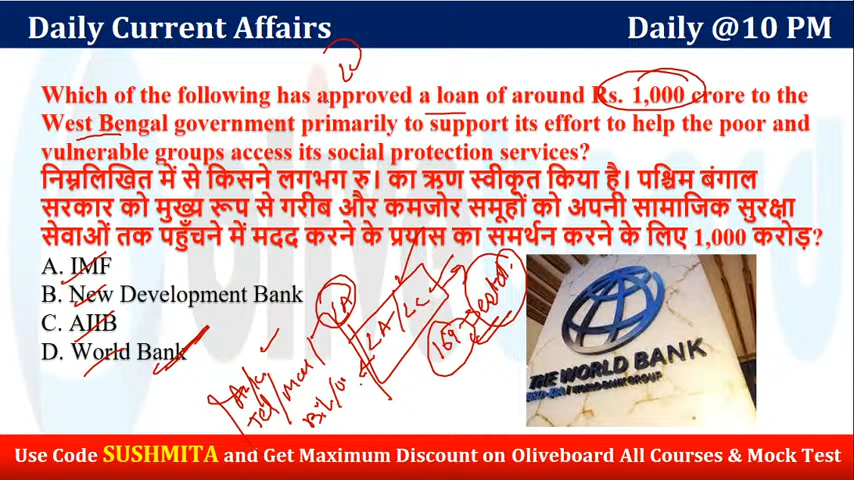 Daily Current Affairs
Daily @10 PM
Which of the following has approved a loan of around Rs. 1,000 crore to the
West Bengal government primarily to support its effort to help the poor and
vulnerable groups access its social protection services?
निम्नलिखित में से किसने लगभग रु। का ऋण स्वीकृत किया है। पश्चिम बंगाल
सरकार को मुख्य रूप से गरीब और कमजोर समूहों को अपनी सामाजिक सुरक्षा
सेवाओं तक पहुँचने में मदद करने के प्रयास का समर्थन करने के लिए 1,000 करोड़?
A. IMF
B. New Development Bank
C. AIIB
D. World Bank
THE WORLD BANK
Use Code SUSHMITA and Get Maximum Discount on Oliveboard All Courses & Mock Test